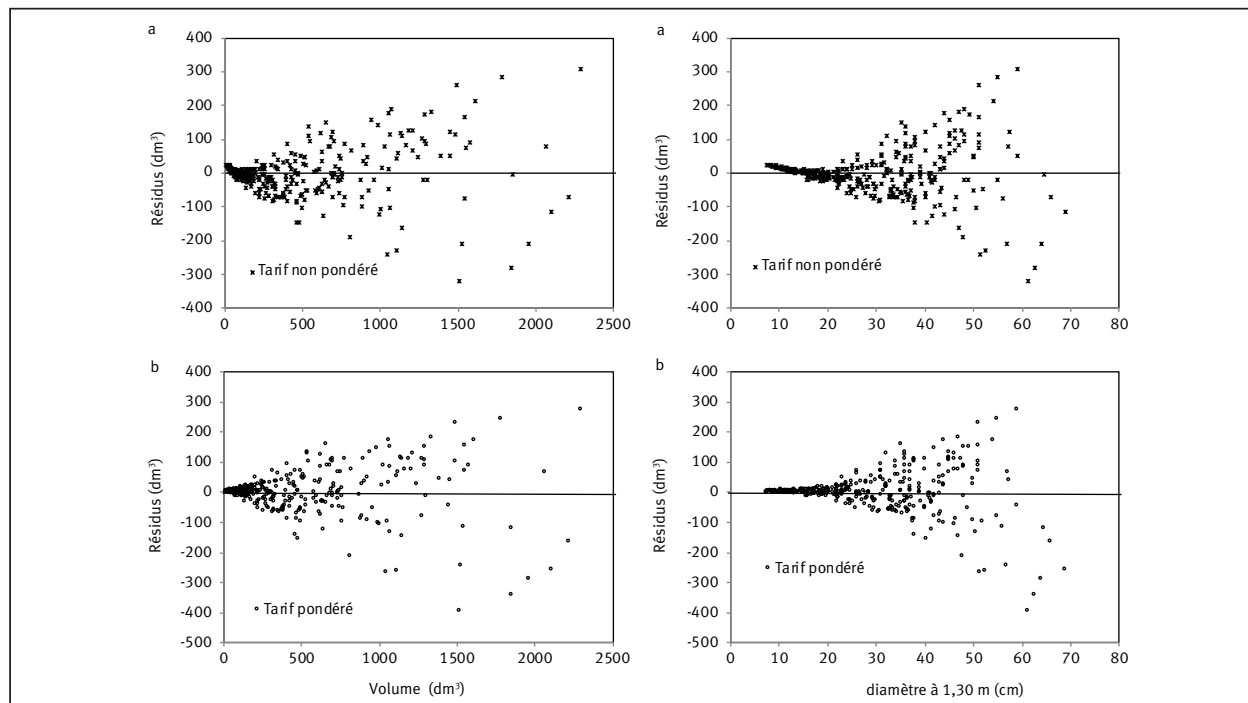 a
400
300
200
100
0
-100
-200
-300
-400
Résidus (dm³)
Tarif non pondéré
0 500 1000 1500 2000 2500
a
400
300
200
100
0
-100
-200
-300
-400
Résidus (dm³)
Tarif non pondéré
0 10 20 30 40 50 60 70 80
b
400
300
200
100
0
-100
-200
-300
-400
-500
Résidus (dm³)
Tarif pondéré
0 500 1000 1500 2000 2500
Volume (dm³)
b
400
300
200
100
0
-100
-200
-300
-400
-500
Résidus (dm³)
Tarif pondéré
0 10 20 30 40 50 60 70 80
diamètre à 1,30 m (cm)